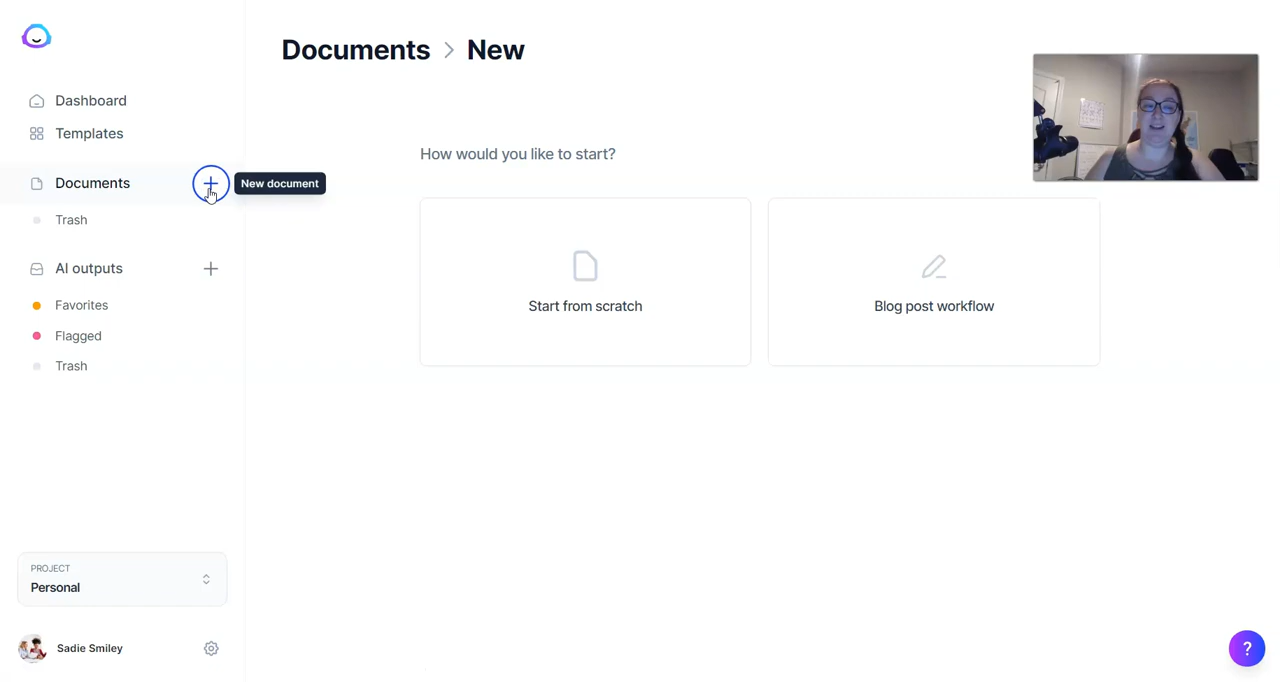 Documents > New
Dashboard
Templates
Documents
New document
Trash
AI outputs
Favorites
Flagged
Trash
How would you like to start?
Start from scratch
Blog post workflow
PROJECT
Personal
Sadie Smiley
?